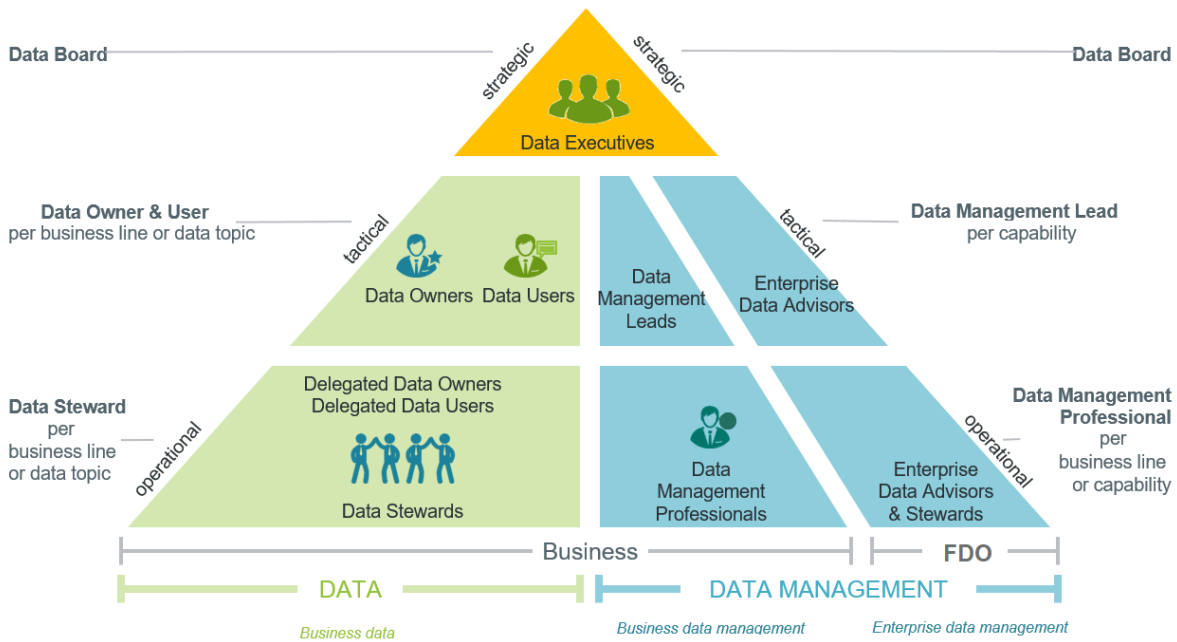 Data Board
strategic
strategic
Data Board
Data Executives
Data Owner & User
per business line or data topic
tactical
Data Owners
Data Users
Data
Management
Leads
Enterprise
Data Advisors
tactical
Data Management Lead
per capability
Data Steward
per
business line
or data topic
operational
Delegated Data Owners
Delegated Data Users
Data Stewards
Data
Management
Professionals
Enterprise
Data Advisors
& Stewards
operational
Data Management
Professional
per
business line
or capability
Business
FDO
DATA
DATA MANAGEMENT
Business data
Business data management
Enterprise data management